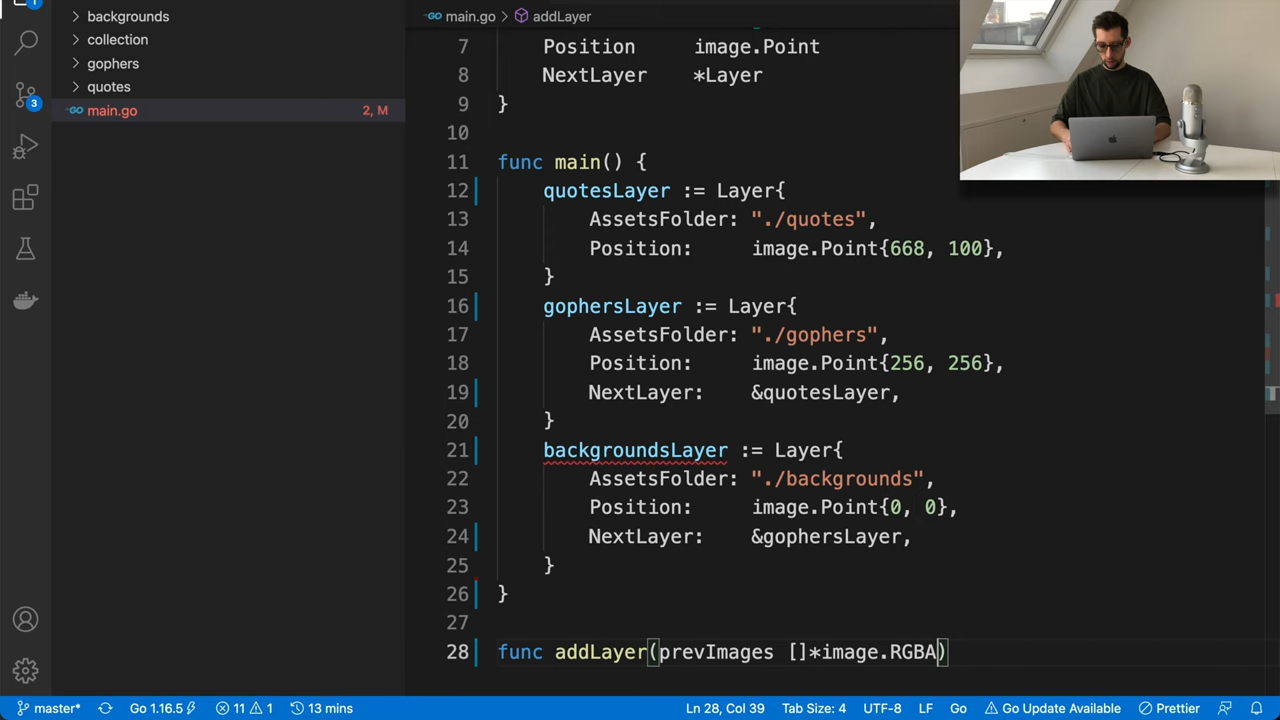 backgrounds
collection
gophers
quotes
main.go 2, M
1
3
main.go > addLayer
7 Position image.Point
8 NextLayer *Layer
9 }
10
11 func main() {
12 quotesLayer := Layer{
13 AssetsFolder: "./quotes",
14 Position: image.Point{668, 100},
15 }
16 gophersLayer := Layer{
17 AssetsFolder: "./gophers",
18 Position: image.Point{256, 256},
19 NextLayer: &quotesLayer,
20 }
21 backgroundsLayer := Layer{
22 AssetsFolder: "./backgrounds",
23 Position: image.Point{0, 0},
24 NextLayer: &gophersLayer,
25 }
26 }
27
28 func addLayer(prevImages []*image.RGBA)
master* Go 1.16.5 11 1 13 mins Ln 28, Col 39 Tab Size: 4 UTF-8 LF Go Go Update Available Prettier